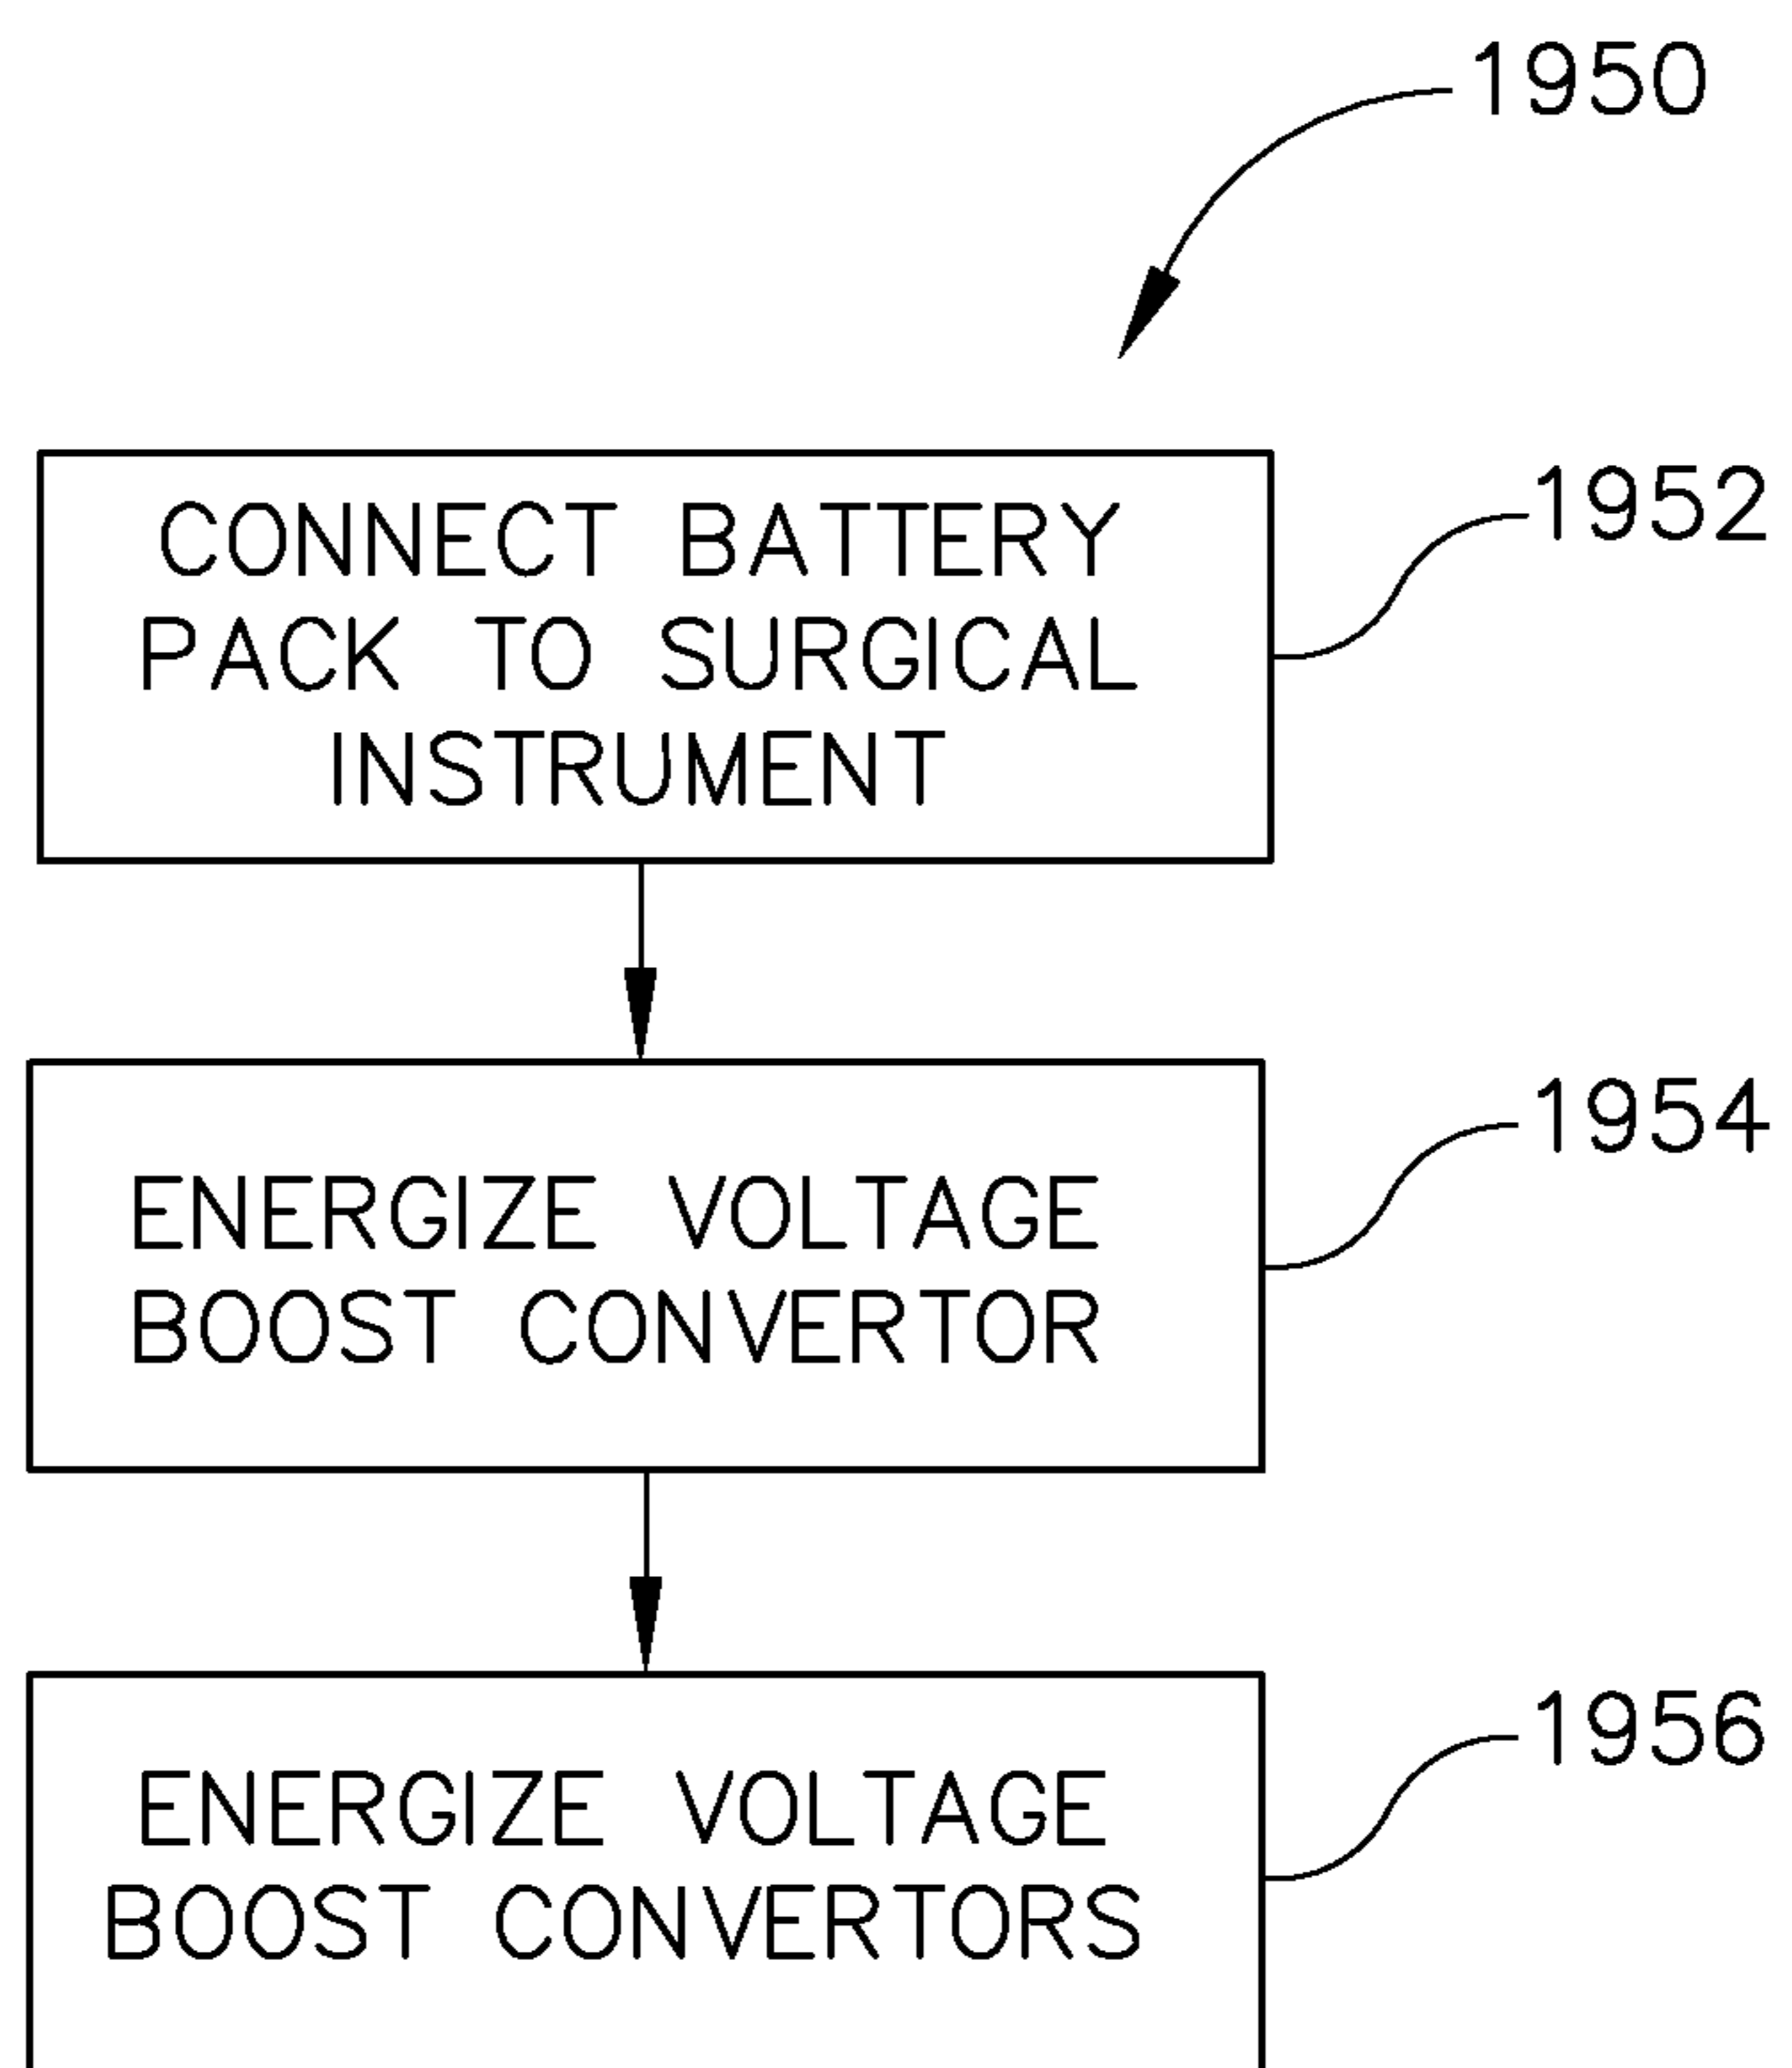 1950
CONNECT BATTERY
PACK TO SURGICAL
INSTRUMENT
1952
ENERGIZE VOLTAGE
BOOST CONVERTOR
1954
ENERGIZE VOLTAGE
BOOST CONVERTORS
1956